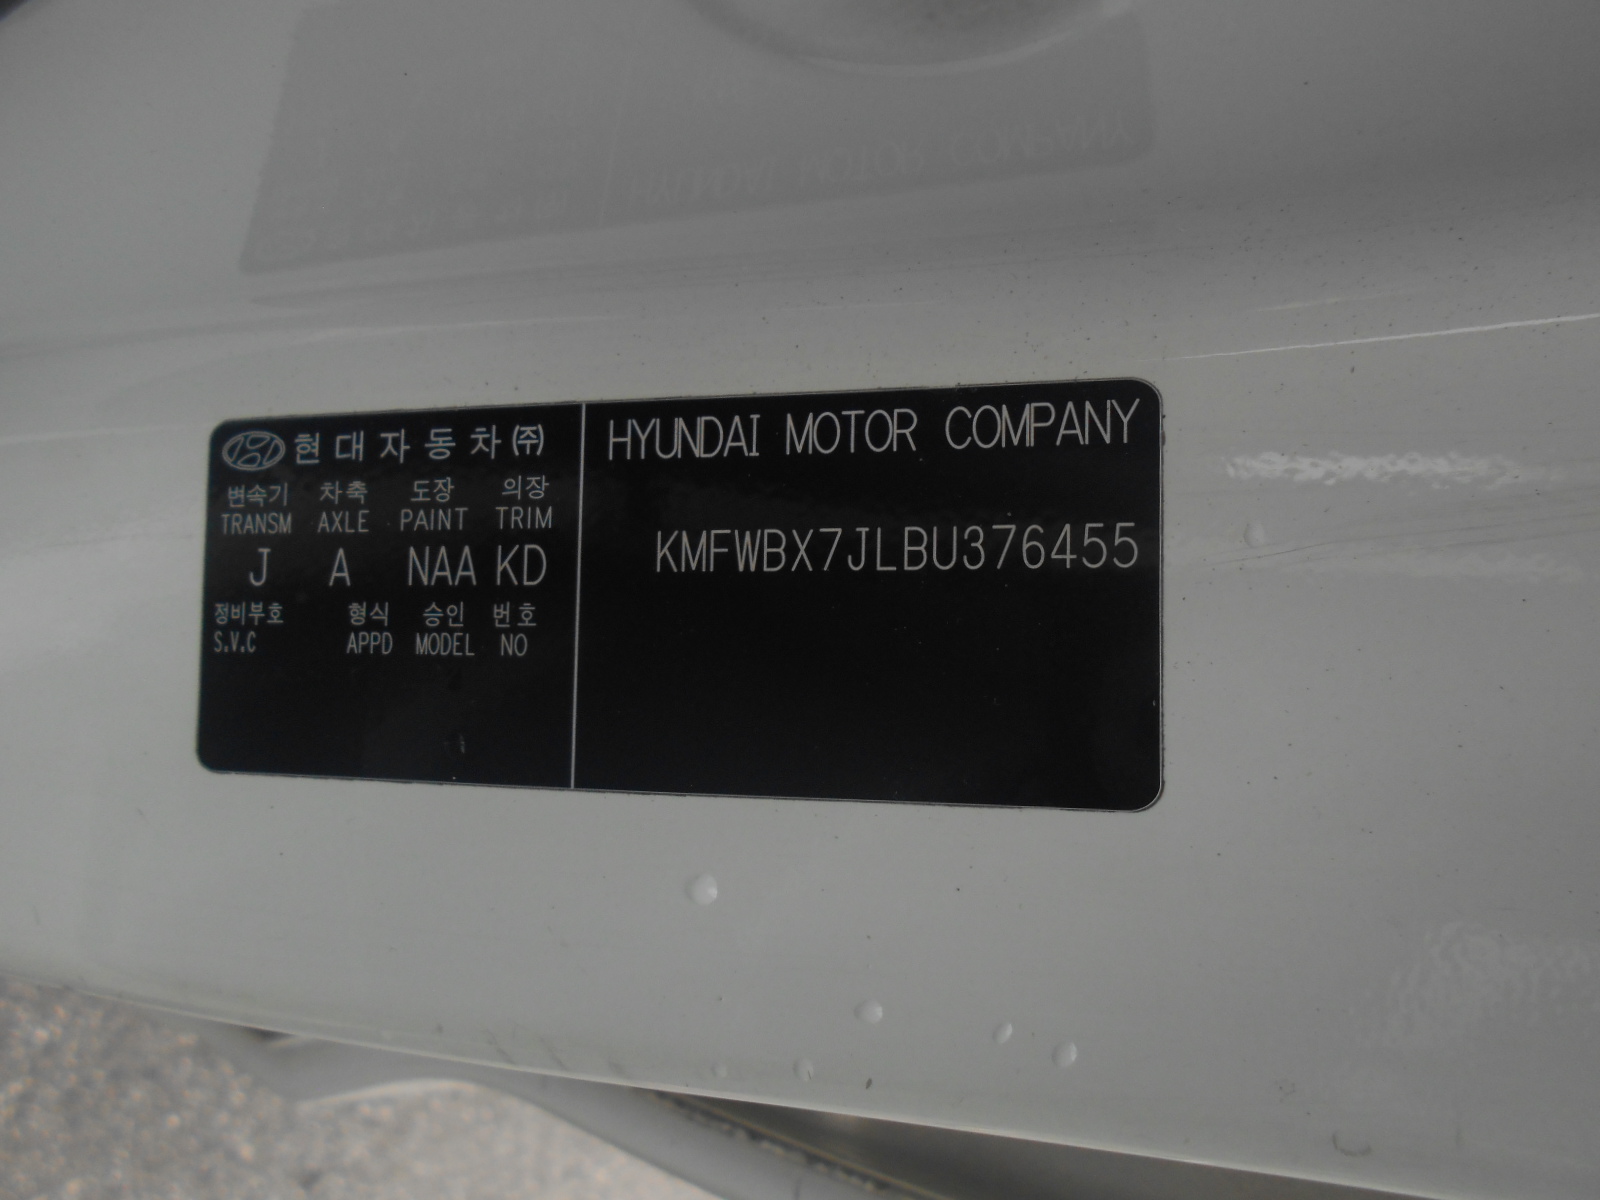 현대자동차㈜
변속기 차축 도장 의장
TRANSM AXLE PAINT TRIM
J A NAA KD
정비부호 형식 승인 번호
S.V.C APPD MODEL NO
HYUNDAI MOTOR COMPANY
KMFWBX7JLBU376455